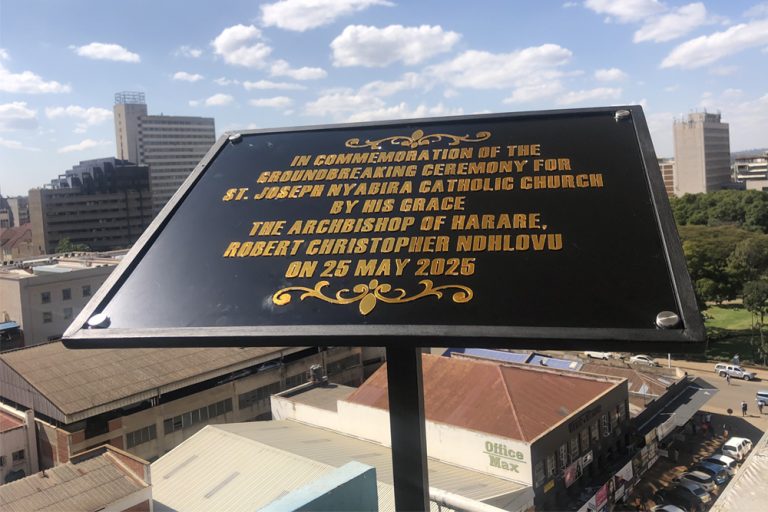 IN COMMEMORATION OF THE
GROUNDBREAKING CEREMONY FOR
ST. JOSEPH NYABIRA CATHOLIC CHURCH
BY HIS GRACE
THE ARCHBISHOP OF HARARE,
ROBERT CHRISTOPHER NDHLOVU
ON 25 MAY 2025
Office
Max